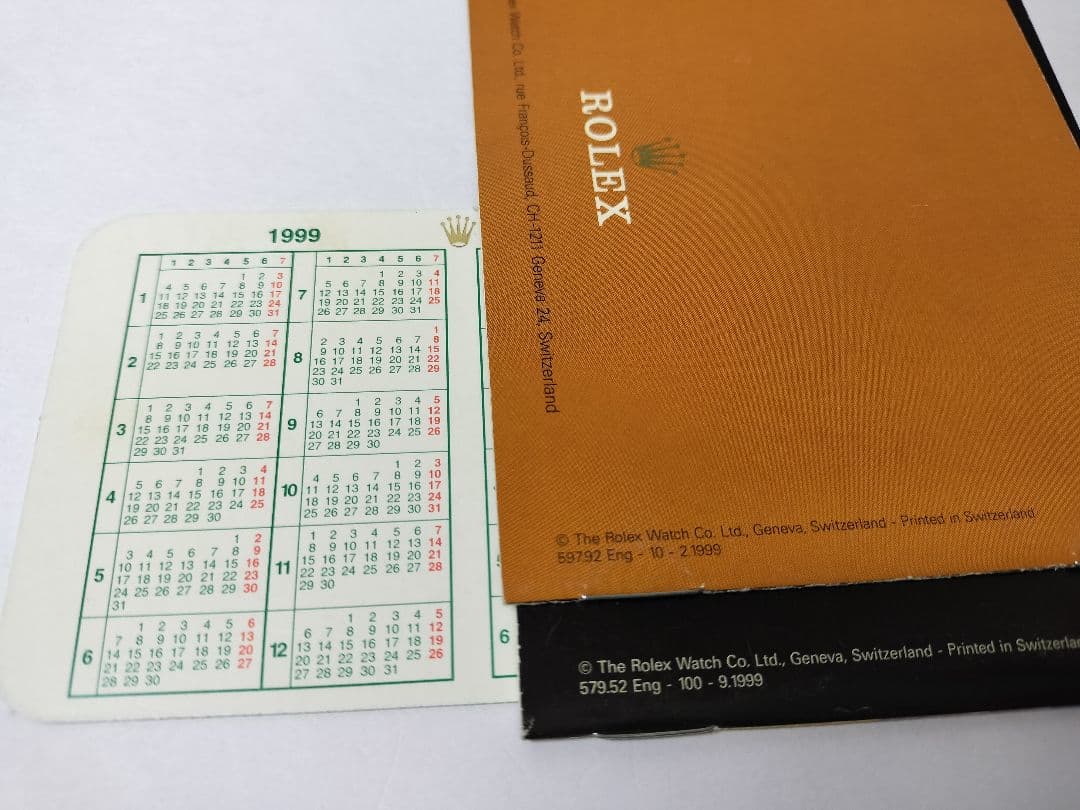 1999
1 2 3 4 5 6 7
1
1 2 3
4 5 6 7 8 9 10
11 12 13 14 15 16 17
18 19 20 21 22 23 24
25 26 27 28 29 30 31
2
1 2 3 4 5 6 7
8 9 10 11 12 13 14
15 16 17 18 19 20 21
22 23 24 25 26 27 28
3
1 2 3 4 5 6 7
8 9 10 11 12 13 14
15 16 17 18 19 20 21
22 23 24 25 26 27 28
29 30 31
4
1 2 3 4
5 6 7 8 9 10 11
12 13 14 15 16 17 18
19 20 21 22 23 24 25
26 27 28 29 30
5
1 2
3 4 5 6 7 8 9
10 11 12 13 14 15 16
17 18 19 20 21 22 23
24 25 26 27 28 29 30
31
6
1 2 3 4 5 6
7 8 9 10 11 12 13
14 15 16 17 18 19 20
21 22 23 24 25 26 27
28 29 30
1 2 3 4 5 6 7
7
1 2 3 4
5 6 7 8 9 10 11
12 13 14 15 16 17 18
19 20 21 22 23 24 25
26 27 28 29 30 31
8
1
2 3 4 5 6 7 8
9 10 11 12 13 14 15
16 17 18 19 20 21 22
23 24 25 26 27 28 29
30 31
9
1 2 3 4 5
6 7 8 9 10 11 12
13 14 15 16 17 18 19
20 21 22 23 24 25 26
27 28 29 30
10
1 2 3
4 5 6 7 8 9 10
11 12 13 14 15 16 17
18 19 20 21 22 23 24
25 26 27 28 29 30 31
11
1 2 3 4 5 6 7
8 9 10 11 12 13 14
15 16 17 18 19 20 21
22 23 24 25 26 27 28
29 30
12
1 2 3 4 5
6 7 8 9 10 11 12
13 14 15 16 17 18 19
20 21 22 23 24 25 26
27 28 29 30 31
6
ROLEX
Watch Co. Ltd, rue François-Dussaud, CH-1211 Geneva 24, Switzerland
© The Rolex Watch Co. Ltd., Geneva, Switzerland - Printed in Switzerland
597.92 Eng - 10 - 2.1999
© The Rolex Watch Co. Ltd., Geneva, Switzerland - Printed in Switzerla
579.52 Eng - 100 - 9.1999